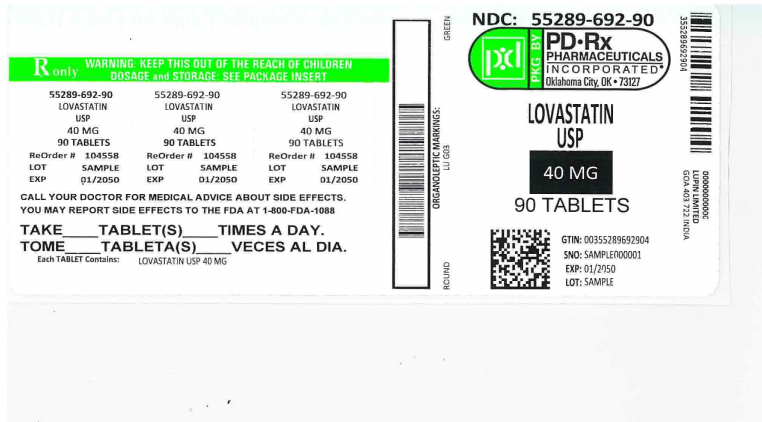 R only
WARNING: KEEP THIS OUT OF THE REACH OF CHILDREN
DOSAGE and STORAGE: SEE PACKAGE INSERT
55289-692-90 55289-692-90 55289-692-90
LOVASTATIN LOVASTATIN LOVASTATIN
USP USP USP
40 MG 40 MG 40 MG
90 TABLETS 90 TABLETS 90 TABLETS
ReOrder # 104558 ReOrder # 104558 ReOrder # 104558
LOT SAMPLE LOT SAMPLE LOT SAMPLE
EXP 01/2050 EXP 01/2050 EXP 01/2050
CALL YOUR DOCTOR FOR MEDICAL ADVICE ABOUT SIDE EFFECTS.
YOU MAY REPORT SIDE EFFECTS TO THE FDA AT 1-800-FDA-1088
TAKE____TABLET(S)____TIMES A DAY.
TOME____TABLETA(S)____VECES AL DIA.
Each TABLET Contains: LOVASTATIN USP 40 MG
ORGANOLEPTIC MARKINGS:
GREEN
LU G03
ROUND
NDC: 55289-692-90
pd
PKG BY
PD•Rx
PHARMACEUTICALS
INCORPORATED®
Oklahoma City, OK • 73127
LOVASTATIN
USP
40 MG
90 TABLETS
GTIN: 00355289692904
SNO: SAMPLE000001
EXP: 01/2050
LOT: SAMPLE
355289692904
LUPIN LIMITED
GOA 403 722 INDIA